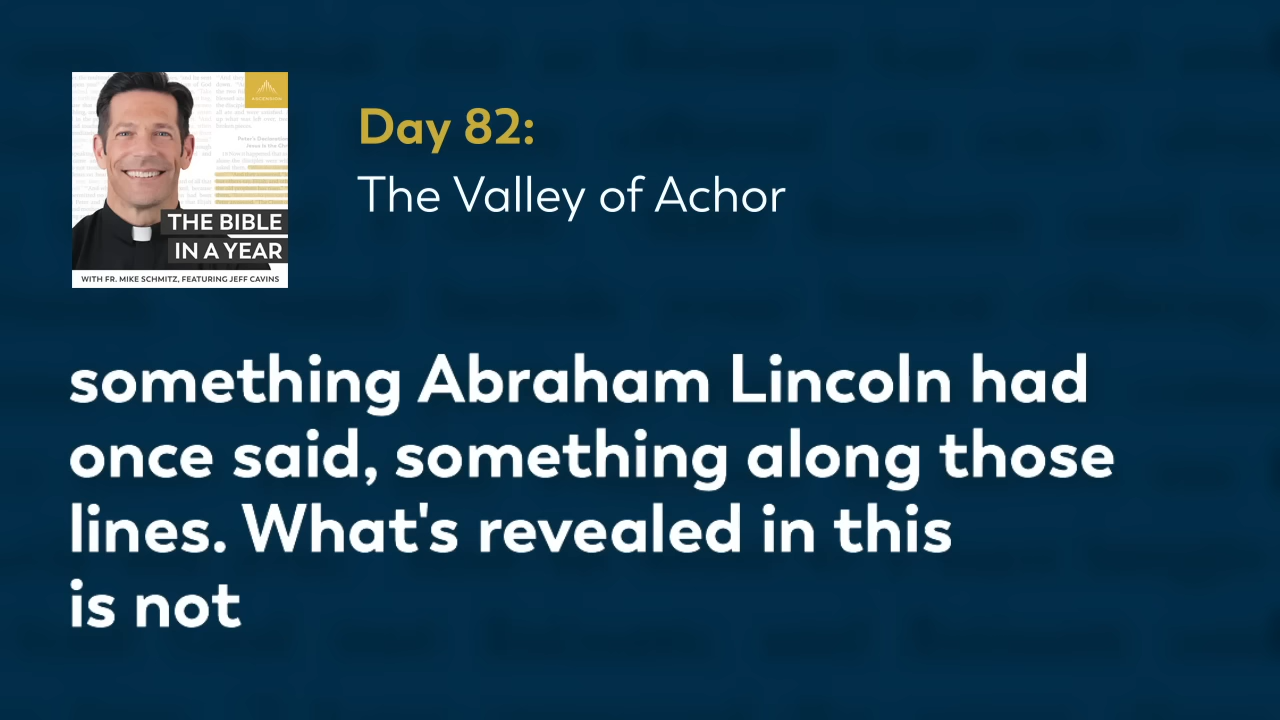 THE BIBLE
IN A YEAR
WITH FR. MIKE SCHMITZ, FEATURING JEFF CAVINS
Day 82:
The Valley of Achor
something Abraham Lincoln had
once said, something along those
lines. What's revealed in this
is not